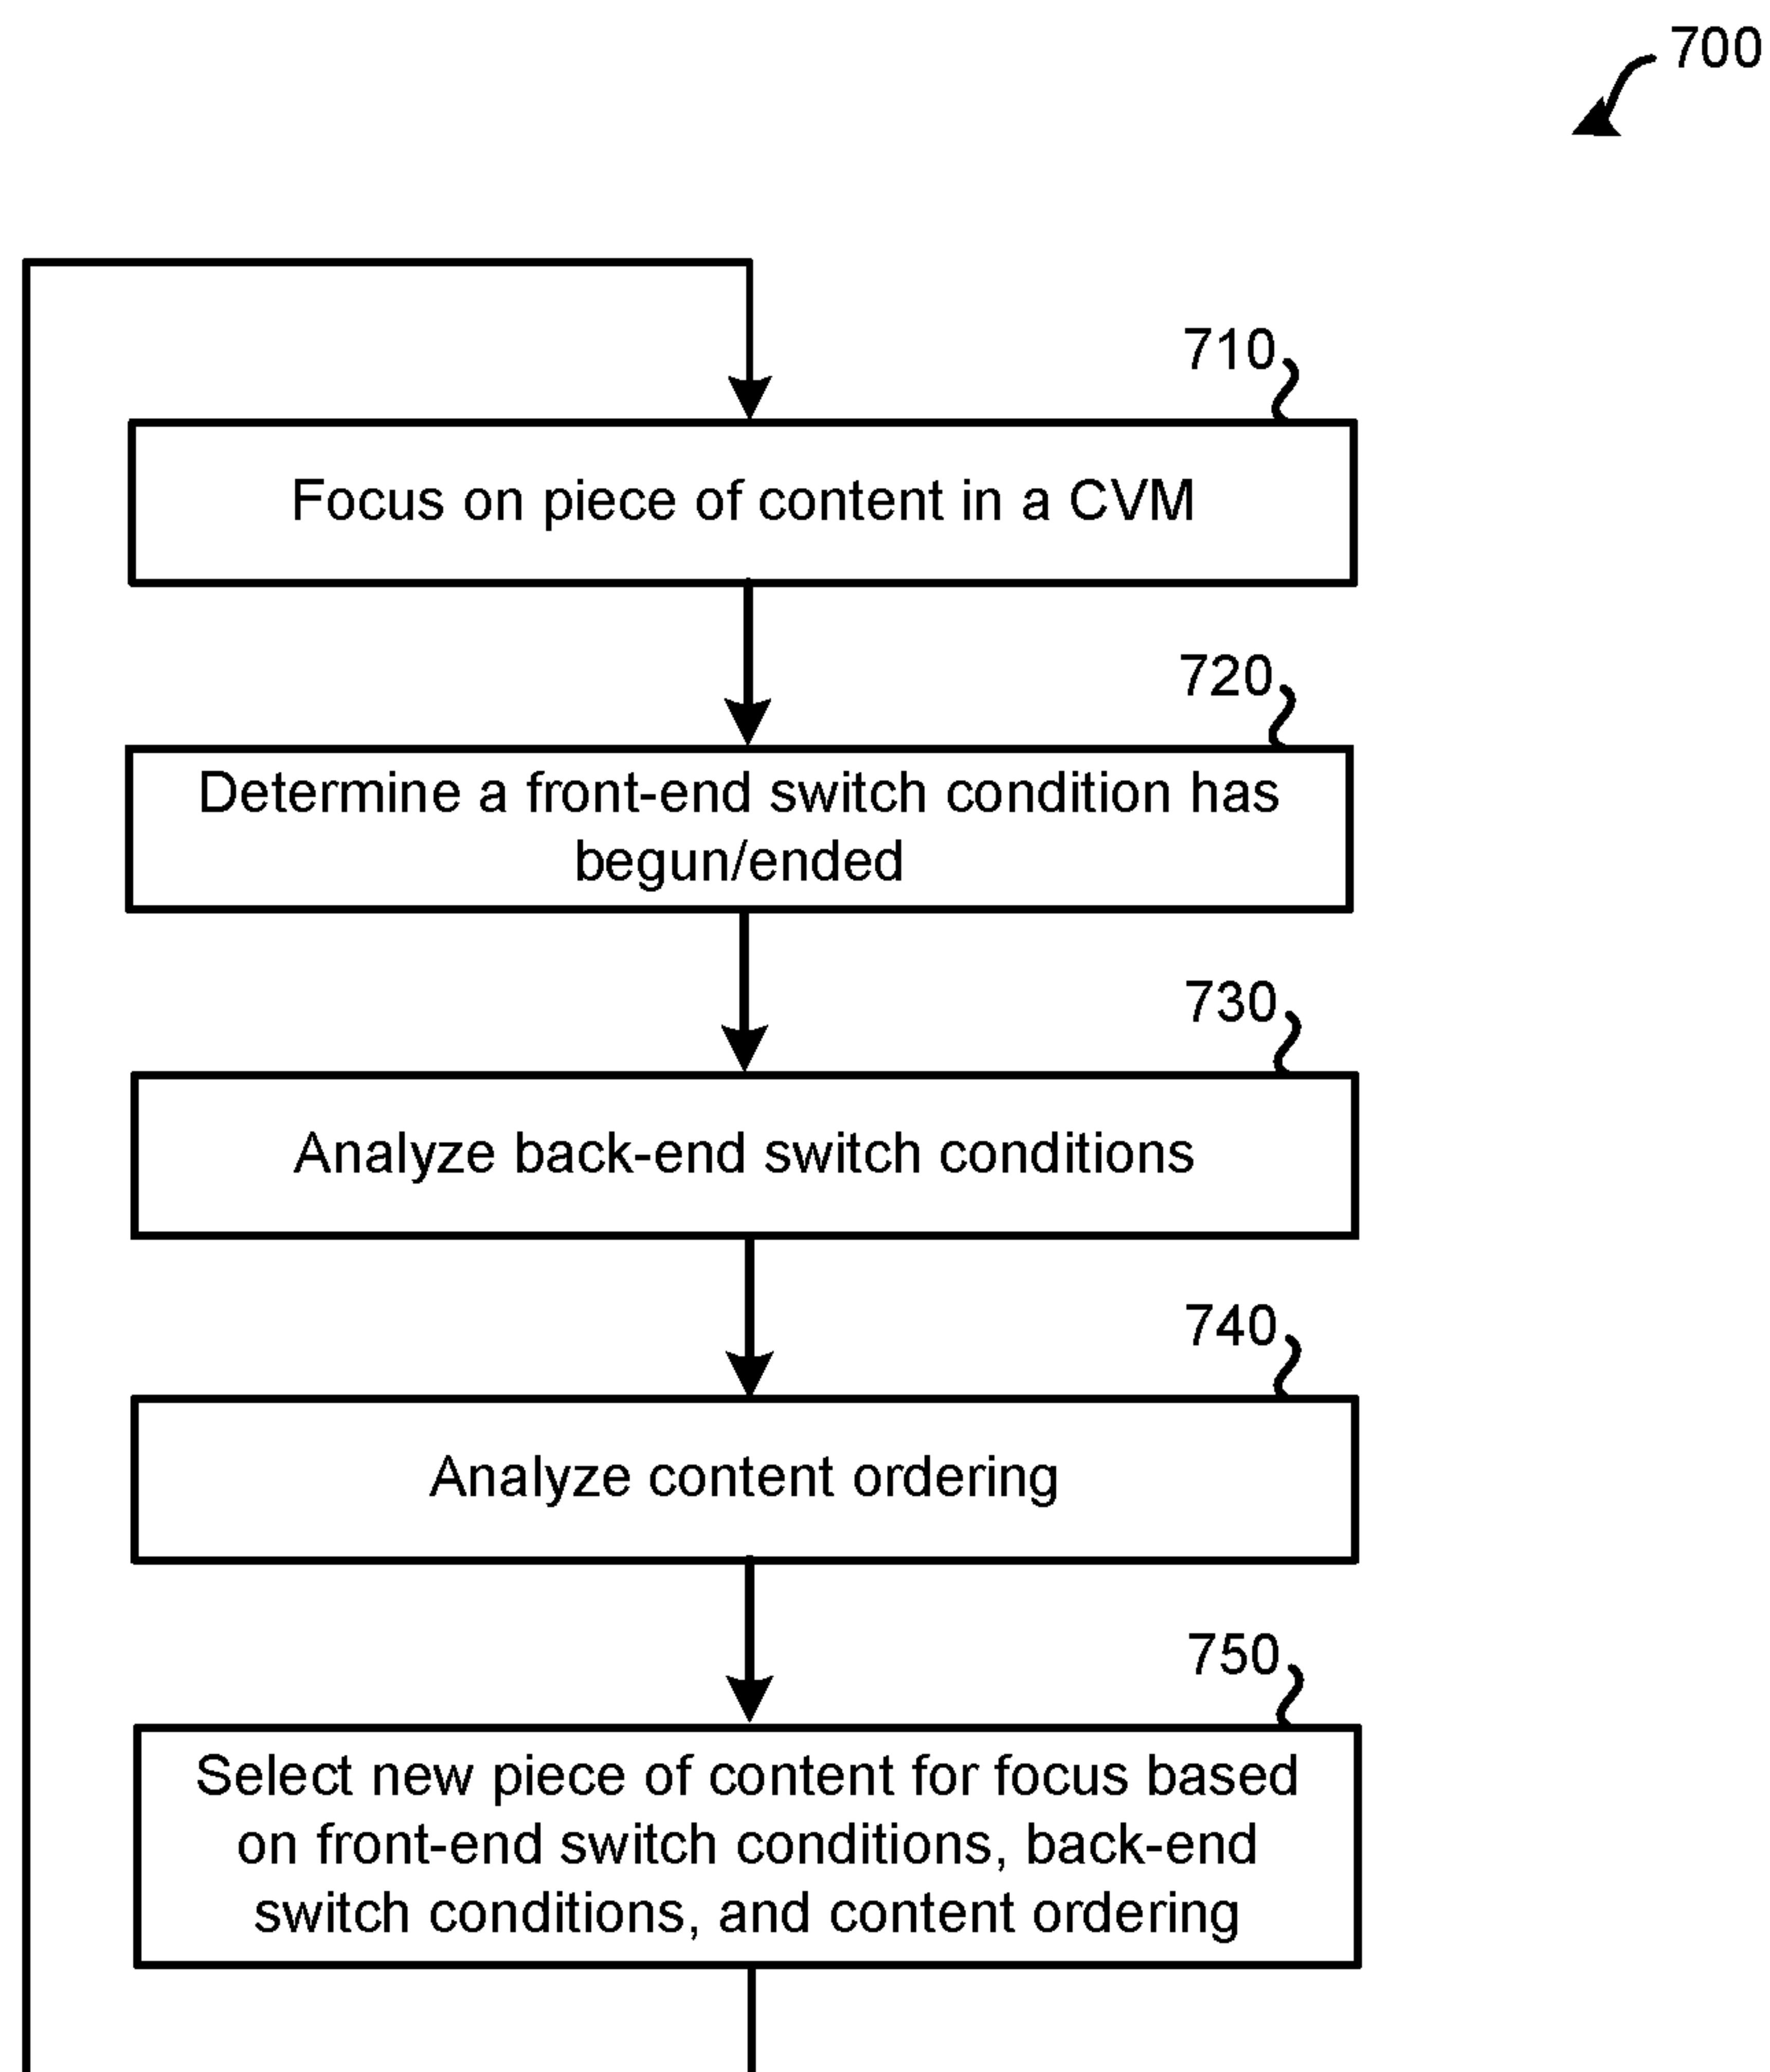 700
710
Focus on piece of content in a CVM
720
Determine a front-end switch condition has
begun/ended
730
Analyze back-end switch conditions
740
Analyze content ordering
750
Select new piece of content for focus based
on front-end switch conditions, back-end
switch conditions, and content ordering